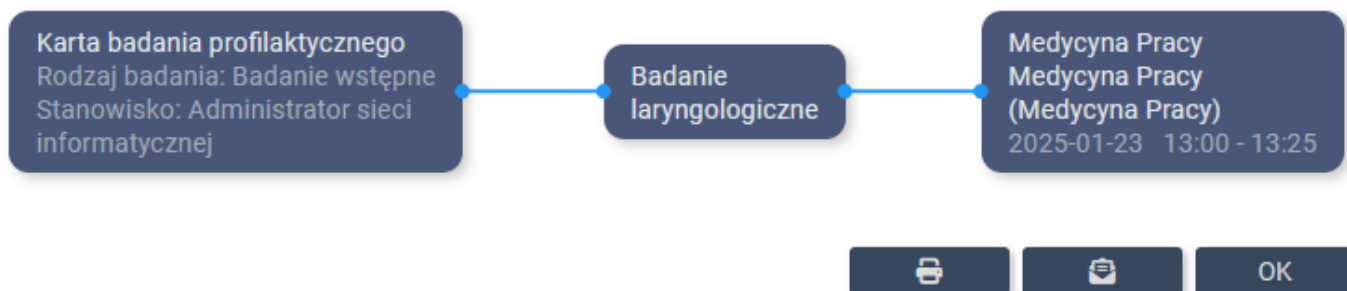 Karta badania profilaktycznego
Rodzaj badania: Badanie wstępne
Stanowisko: Administrator sieci
informatycznej
Badanie
laryngologiczne
Medycyna Pracy
Medycyna Pracy
(Medycyna Pracy)
2025-01-23 13:00 - 13:25
OK